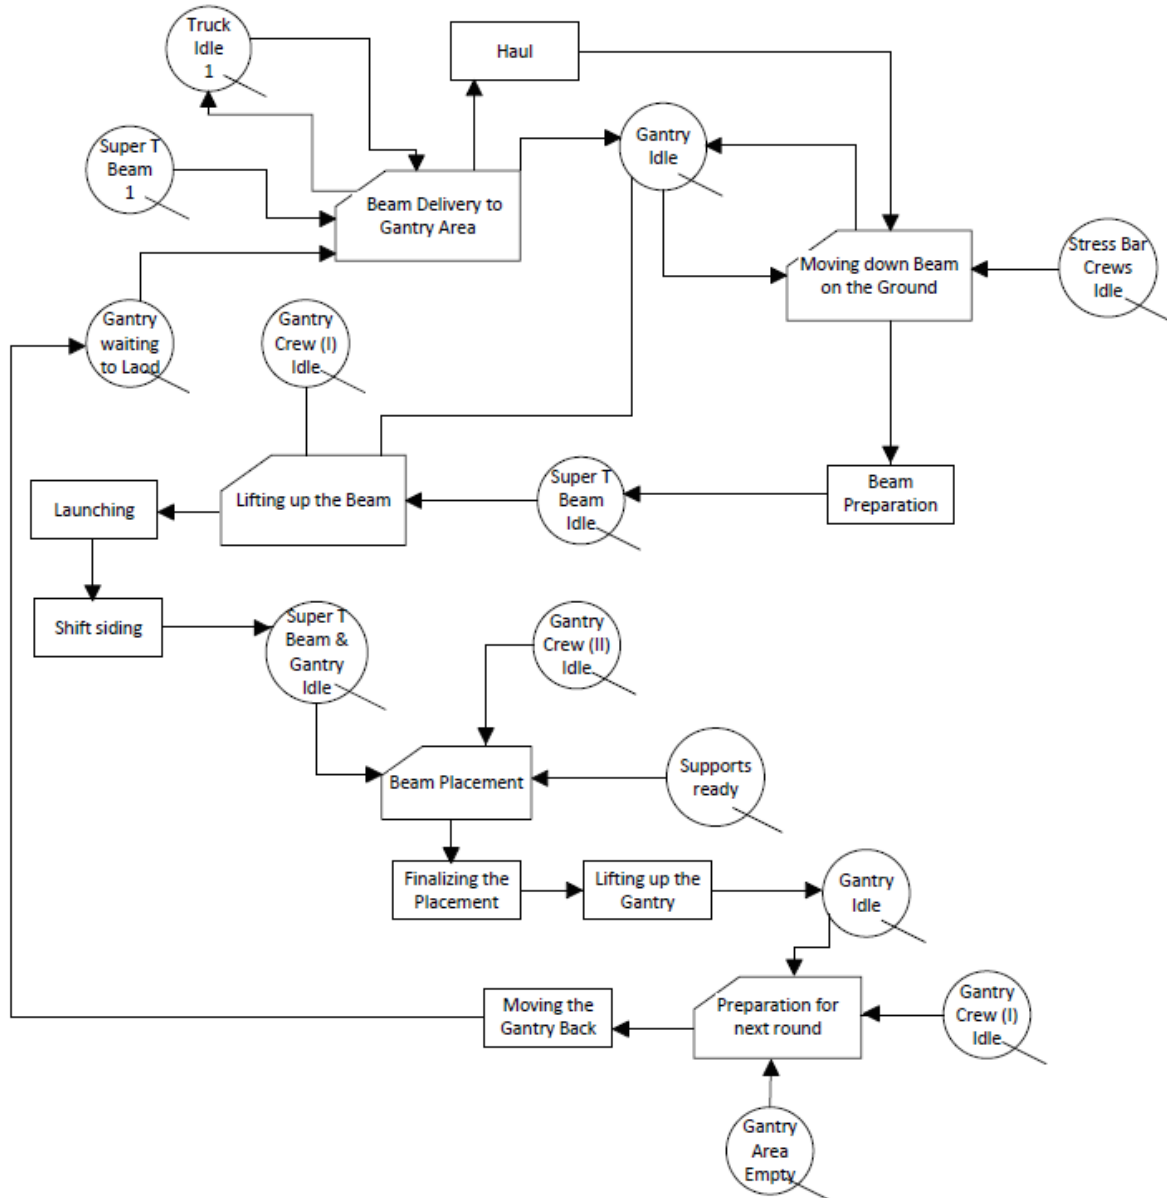 Truck
Idle
1
Haul
Super T
Beam
1
Gantry
Idle
Beam Delivery to
Gantry Area
Stress Bar
Crews
Idle
Moving down Beam
on the Ground
Gantry
waiting
to Laod
Gantry
Crew (I)
Idle
Lifting up the Beam
Super T
Beam
Idle
Beam
Preparation
Launching
Shift siding
Super T
Beam &
Gantry
Idle
Gantry
Crew (II)
Idle
Beam Placement
Supports
ready
Finalizing the
Placement
Lifting up the
Gantry
Gantry
Idle
Moving the
Gantry Back
Preparation for
next round
Gantry
Crew (I)
Idle
Gantry
Area
Empty